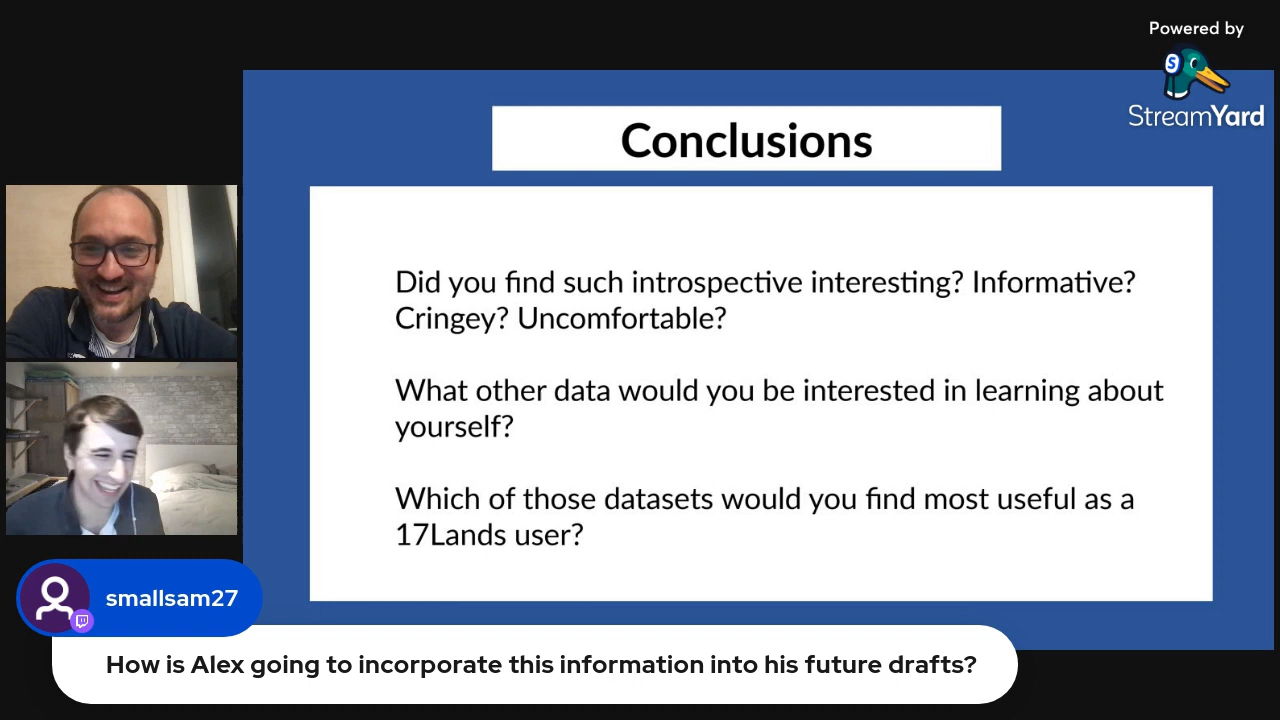 Powered by
StreamYard
Conclusions
Did you find such introspective interesting? Informative?
Cringey? Uncomfortable?
What other data would you be interested in learning about
yourself?
Which of those datasets would you find most useful as a
17Lands user?
smallsam27
How is Alex going to incorporate this information into his future drafts?